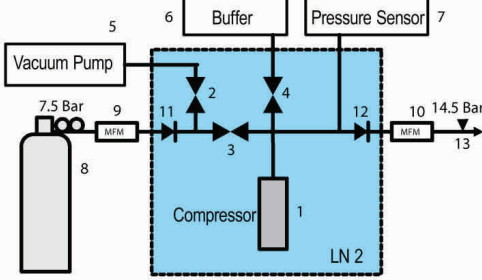 6
Buffer
Pressure Sensor
7
5
Vacuum Pump
2
4
7.5 Bar
9
11
12
10
14.5 Bar
MFM
MFM
13
3
8
Compressor
1
LN 2